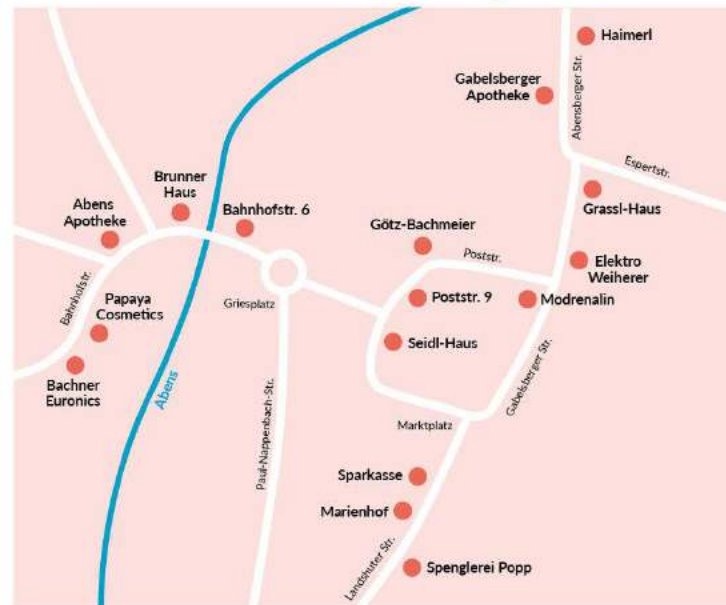 Haimerl
Gabelsberger
Apotheke
Abensberger Str.
Espertstr.
Grassl-Haus
Brunner
Haus
Abens
Apotheke
Bahnhofstr. 6
Götz-Bachmeier
Poststr.
Elektro
Weiherer
Bahnhofstr.
Papaya
Cosmetics
Griesplatz
Poststr. 9
Modrenalin
Seidl-Haus
Bachner
Euronics
Abens
Gabelsberger Str.
Paul-Nappenbach-Str.
Marktplatz
Sparkasse
Marienhof
Landshuter Str.
Spenglerei Popp